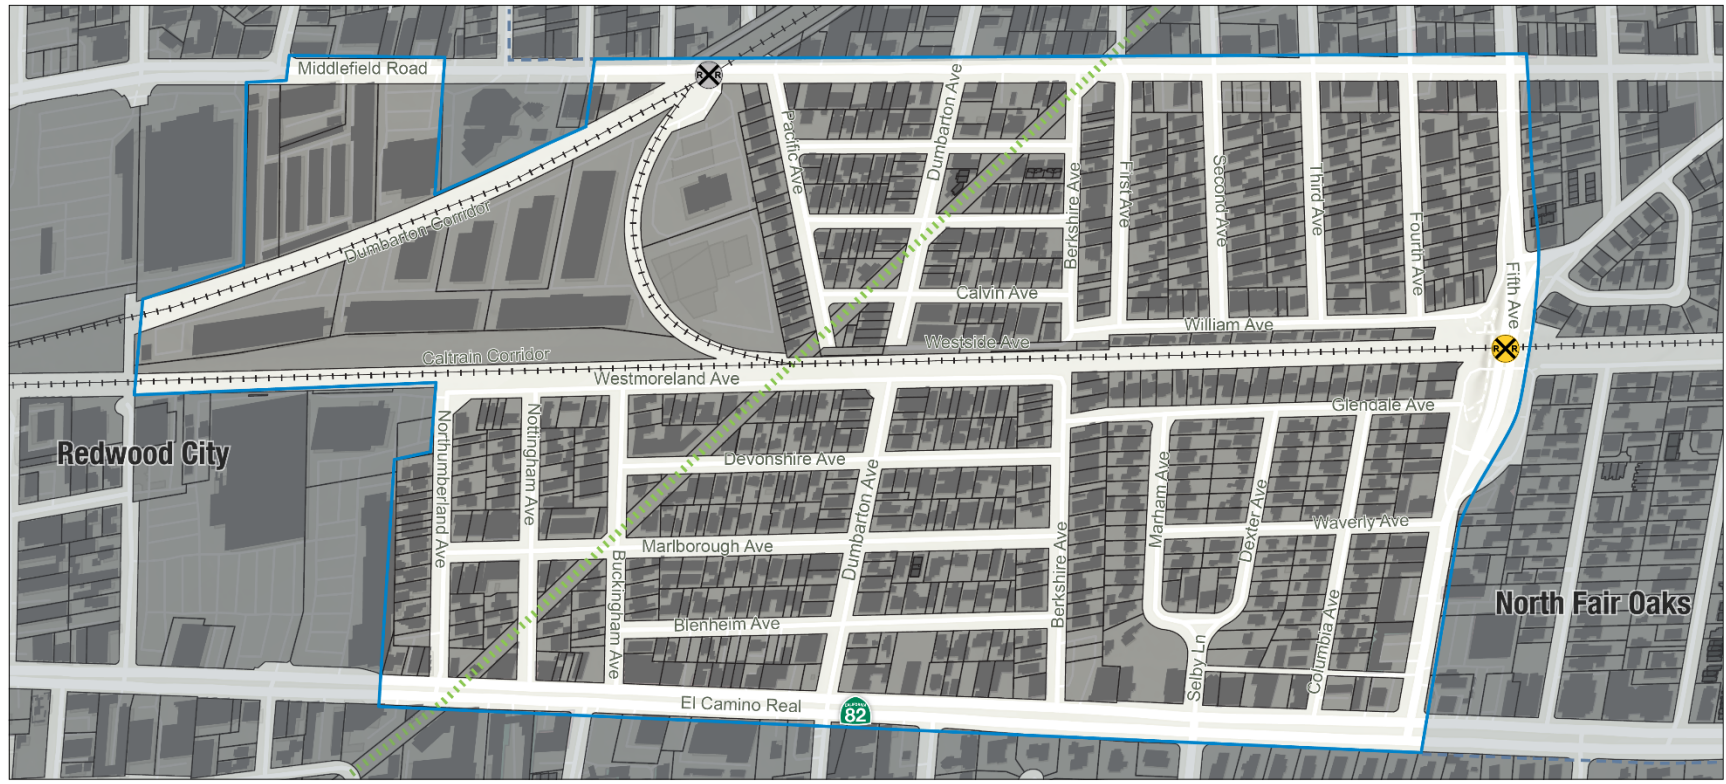 Middlefield Road
R R
Dumbarton Ave
Pacific Ave
Berkshire Ave
First Ave
Second Ave
Third Ave
Fourth Ave
Fifth Ave
Dumbarton Corridor
Calvin Ave
William Ave
Westside Ave
R R
Caltrain Corridor
Westmoreland Ave
Glendale Ave
Northumberland Ave
Nottingham Ave
Redwood City
Devonshire Ave
Dumbarton Ave
Marham Ave
Dexter Ave
Waverly Ave
Marlborough Ave
Buckingham Ave
Berkshire Ave
Columbia Ave
North Fair Oaks
Blenheim Ave
Selby Ln
El Camino Real
CALIFORNIA
82